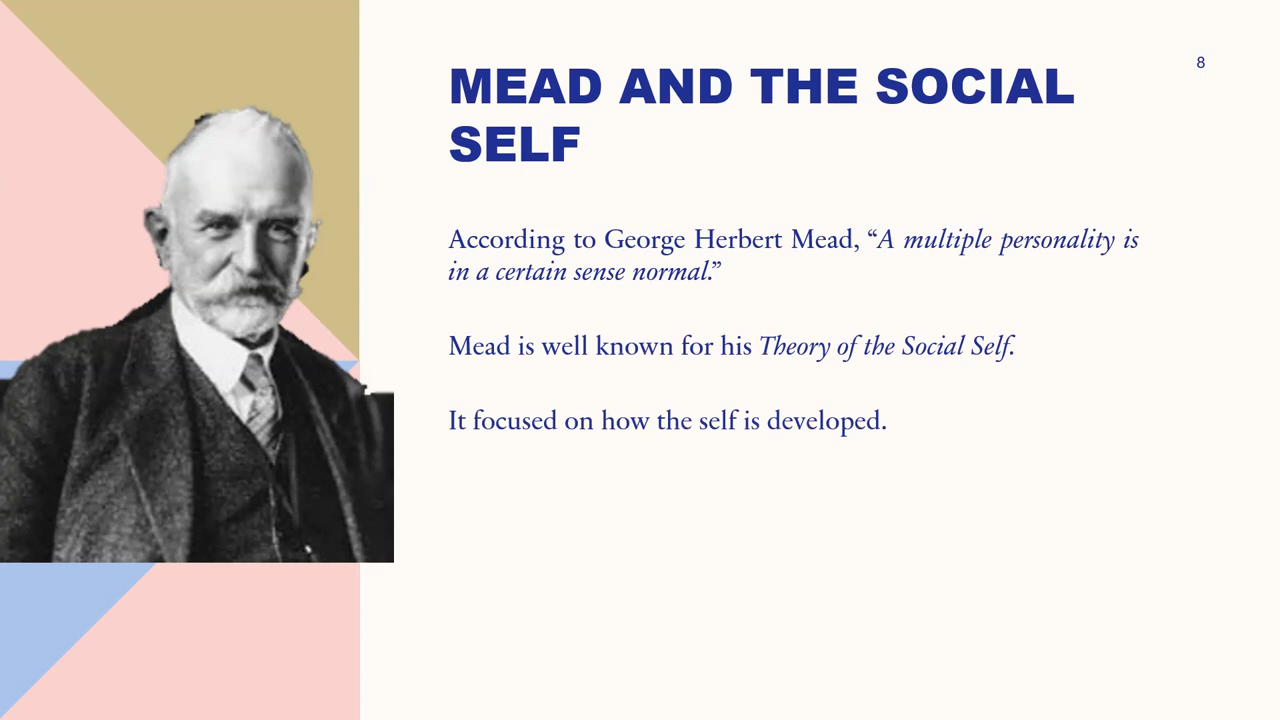 8
MEAD AND THE SOCIAL
SELF
According to George Herbert Mead, “A multiple personality is
in a certain sense normal.”
Mead is well known for his Theory of the Social Self.
It focused on how the self is developed.